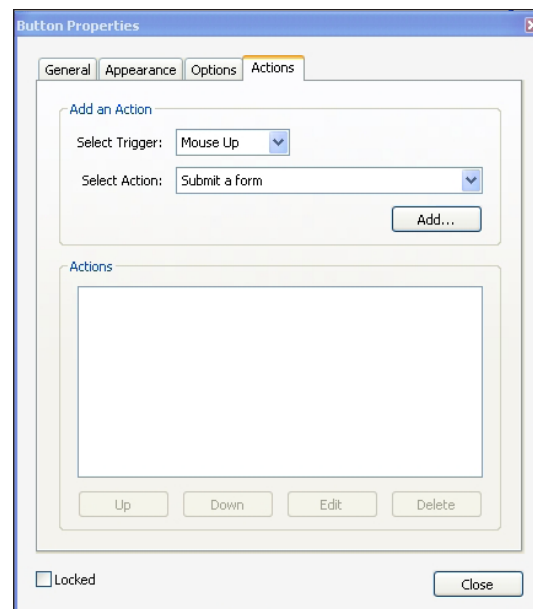 Button Properties
General Appearance Options Actions
Add an Action
Select Trigger: Mouse Up
Select Action: Submit a form
Add...
Actions
Up Down Edit Delete
Locked
Close